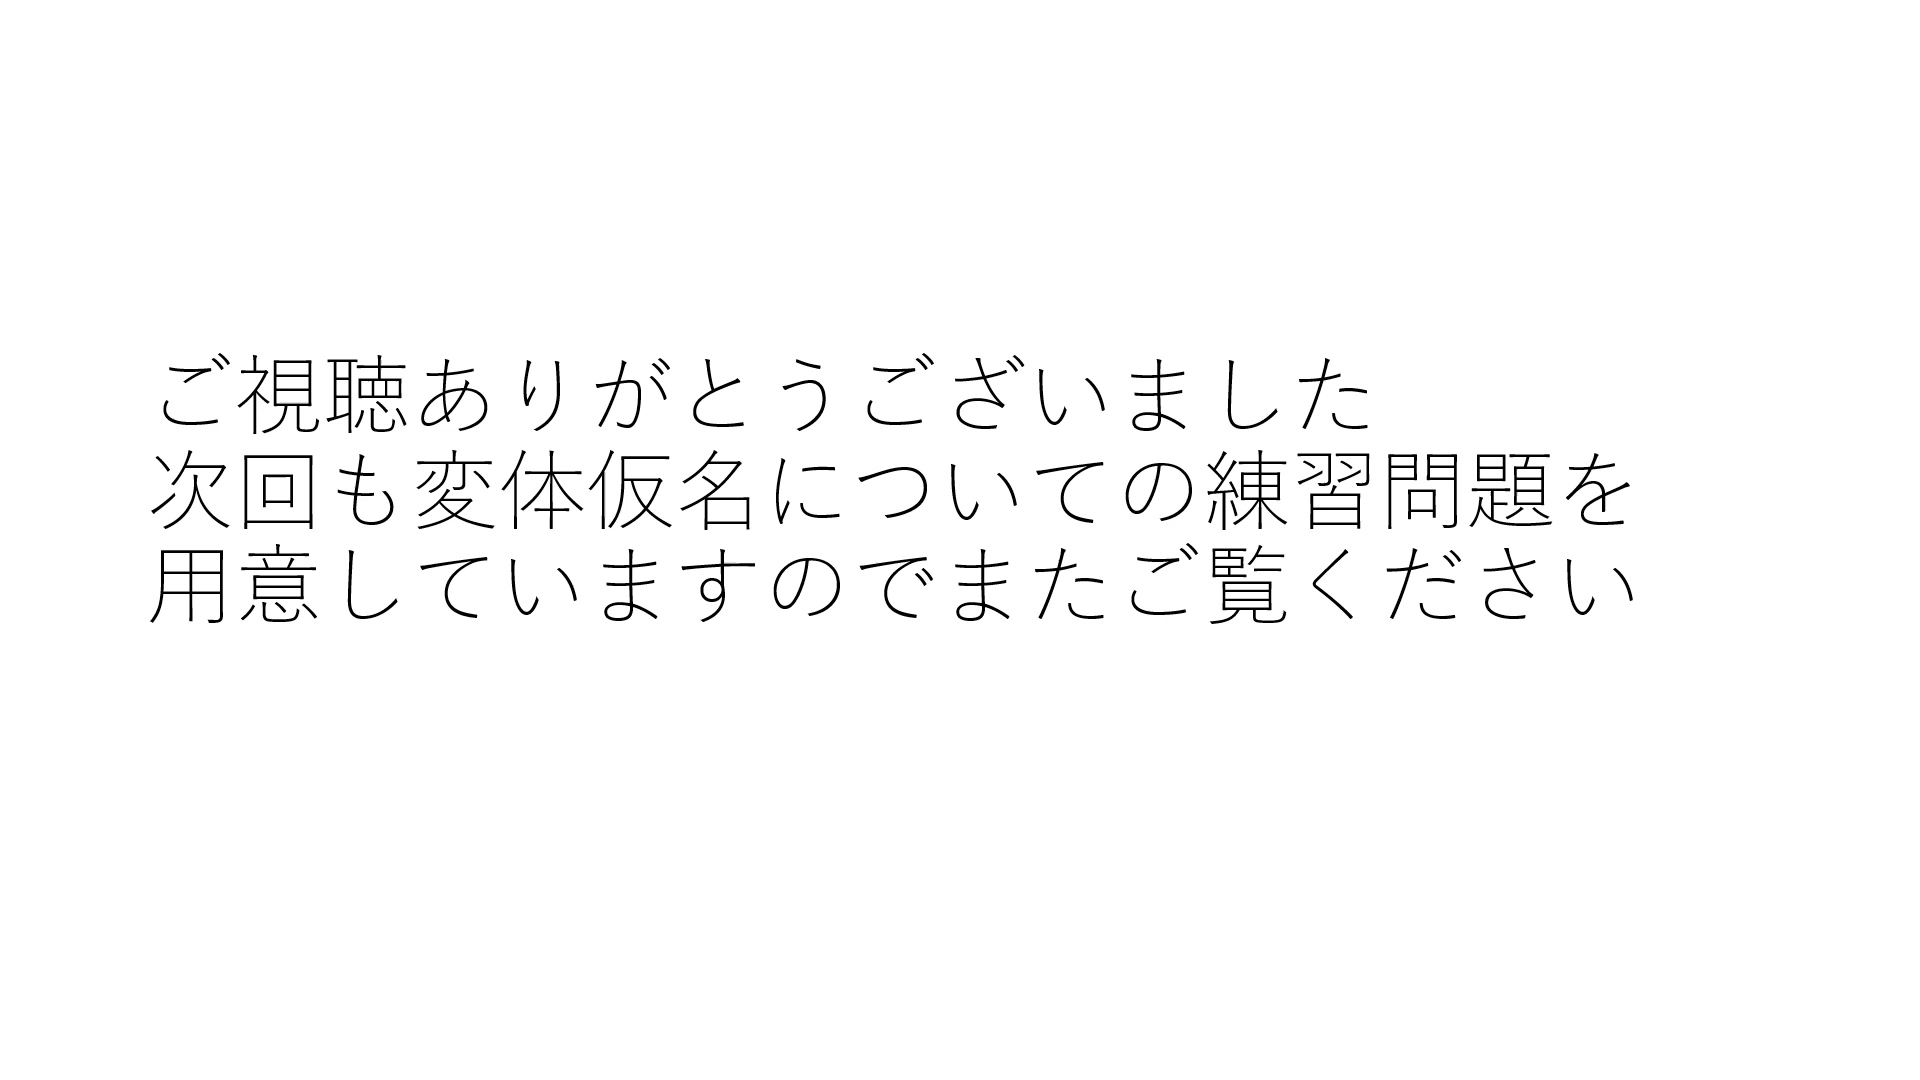 ご視聴ありがとうございました
次回も変体仮名についての練習問題を
用意していますのでまたご覧ください